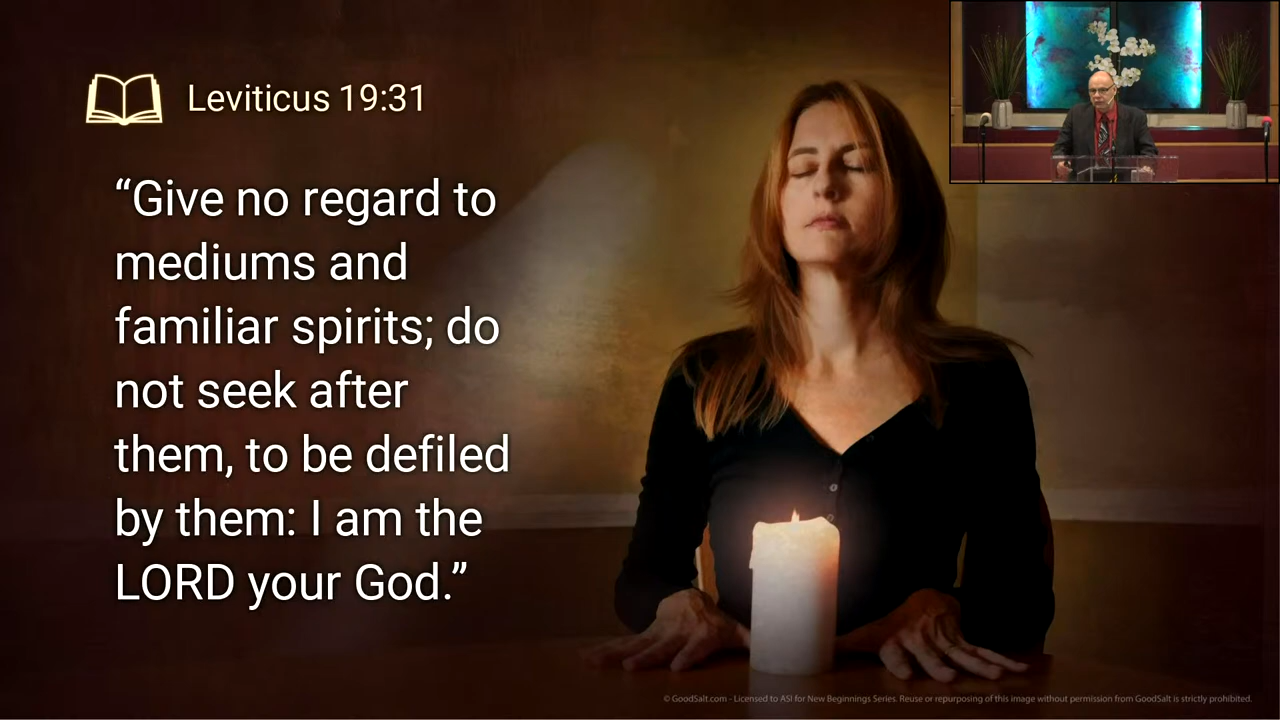 Leviticus 19:31
“Give no regard to
mediums and
familiar spirits; do
not seek after
them, to be defiled
by them: I am the
LORD your God.”
© GoodSalt.com - Licensed to ASI for New Beginnings Series. Reuse or repurposing of this image without permission from GoodSalt is strictly prohibited.